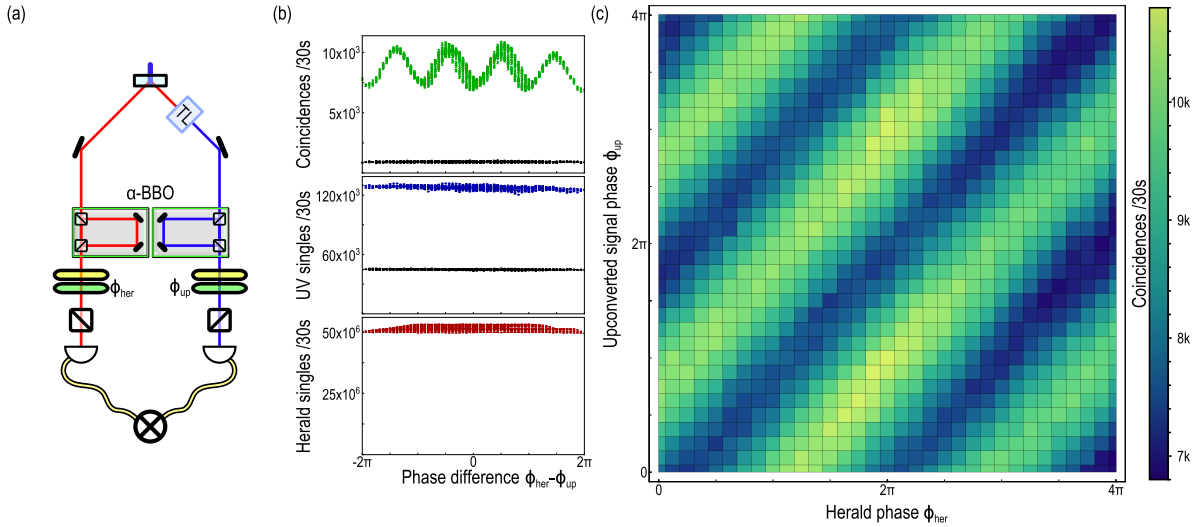 (a)
α-BBO
ϕher
ϕup
(b)
Coincidences /30s
10x10³
5x10³
UV singles /30s
120x10³
60x10³
Herald singles /30s
50x10⁶
25x10⁶
-2π
0
2π
Phase difference ϕher-ϕup
(c)
Upconverted signal phase ϕup
4π
2π
0
0
2π
4π
Herald phase ϕher
Coincidences /30s
10k
9k
8k
7k